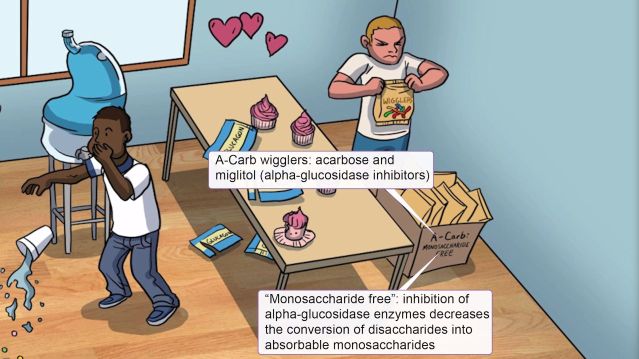 WIGGLERS
GLUCAGON
A-Carb wigglers: acarbose and
miglitol (alpha-glucosidase inhibitors)
A-Carb:
MONOSACCHARIDE
FREE
GLUCAGON
"Monosaccharide free": inhibition of
alpha-glucosidase enzymes decreases
the conversion of disaccharides into
absorbable monosaccharides